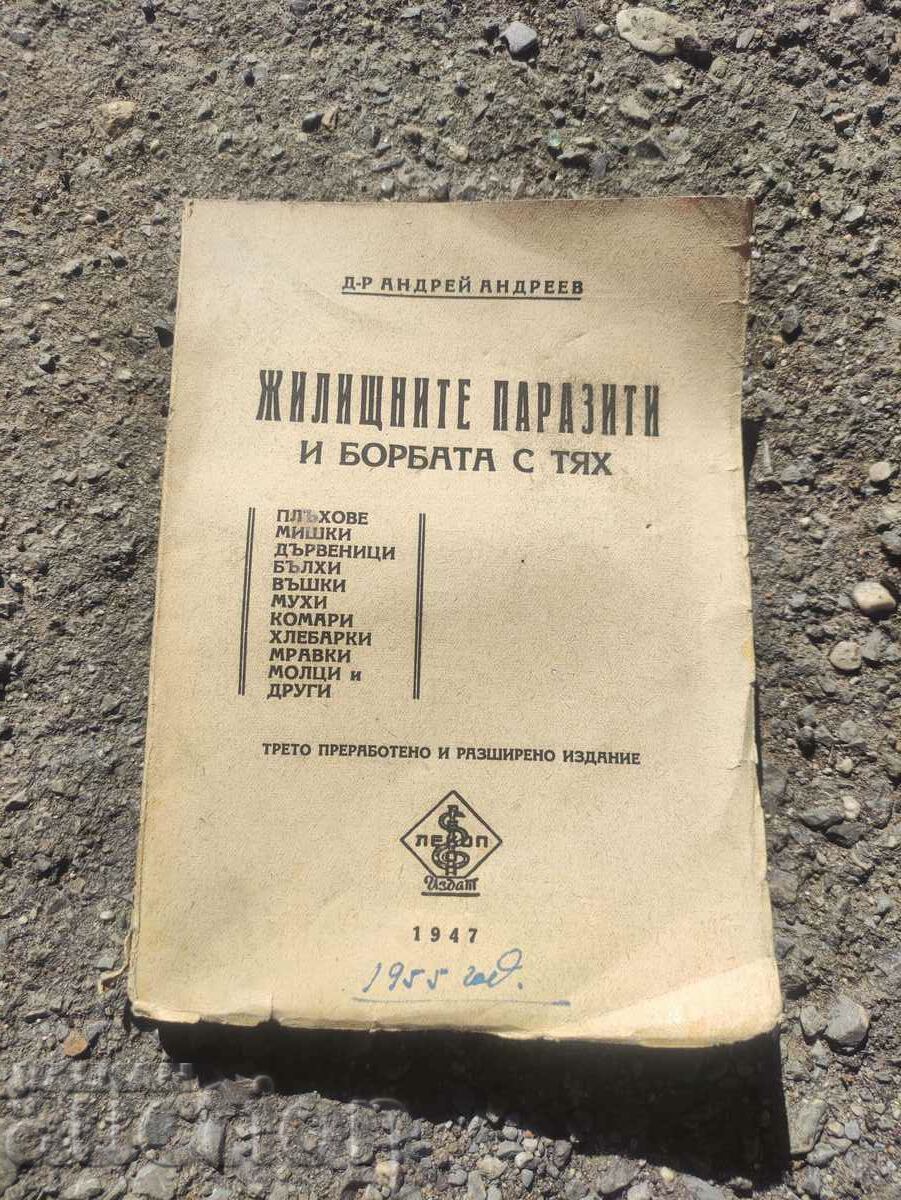 Д-Р АНДРЕЙ АНДРЕЕВ
ЖИЛИЩНИТЕ ПАРАЗИТИ
И БОРБАТА С ТЯХ
ПЛЪХОВЕ
МИШКИ
ДЪРВЕНИЦИ
БЪЛХИ
ВЪШКИ
МУХИ
КОМАРИ
ХЛЕБАРКИ
МРАВКИ
МОЛЦИ и
ДРУГИ
ТРЕТО ПРЕРАБОТЕНО И РАЗШИРЕНО ИЗДАНИЕ
ЛЕКОП
Издат
1947
1955 год.